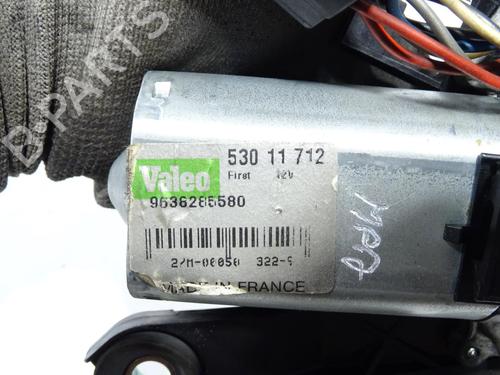 B-PARTS
Valeo
530 11 712
First 12V
9636285580
2/M-00050 322-9
MADE IN FRANCE